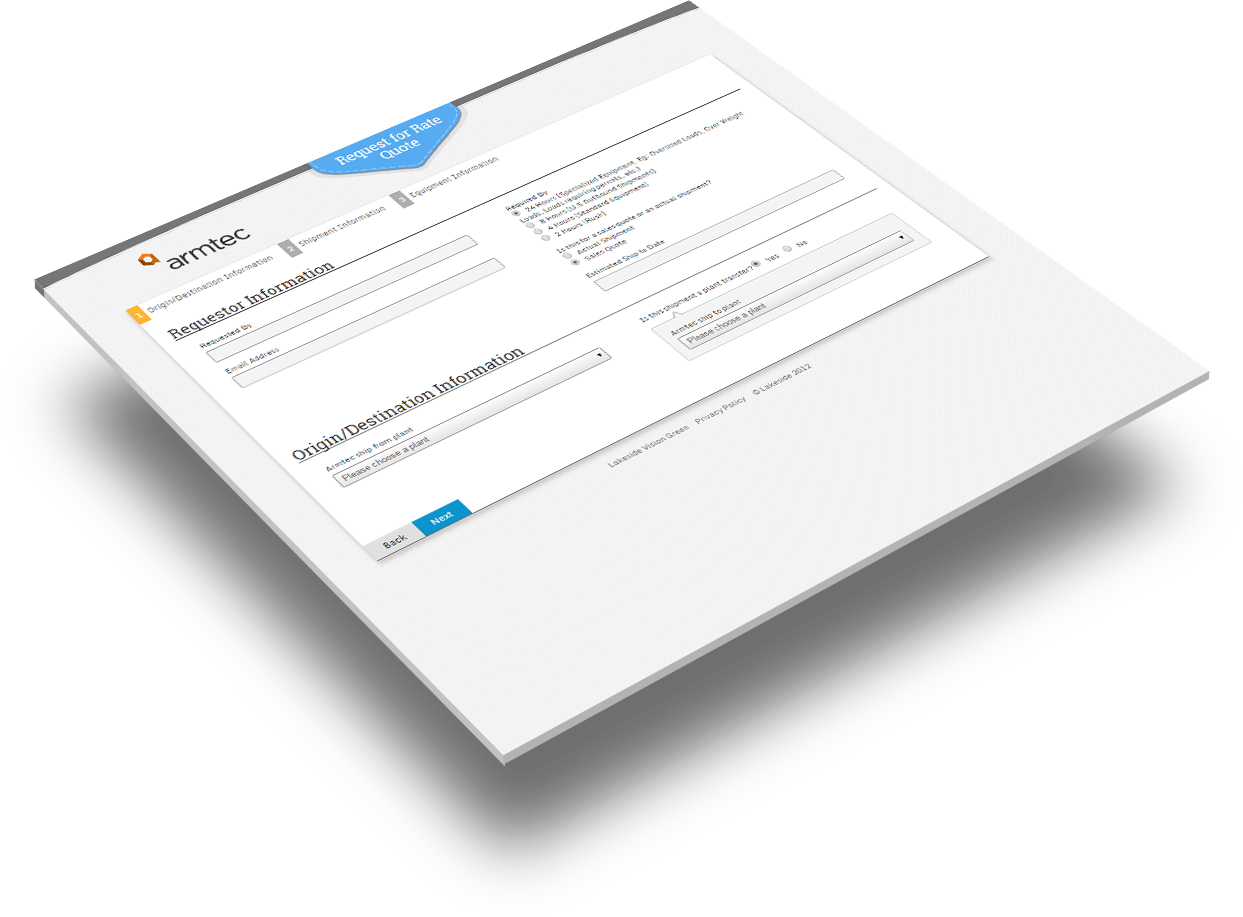 Request for Rate
Quote
armtec
1 Origin/Destination Information
2 Shipment Information
3 Equipment Information
Requestor Information
Requested By
Email Address
Required By
24 Hours (Specialized Equipment. Eg: Oversized Loads, Over Weight
Loads, Loads requiring permits, etc.)
8 Hours (U.S Outbound Shipments)
4 Hours (Standard Equipment)
2 Hours (Rush)
Is this for a sales quote or an actual shipment?
Actual Shipment
Sales Quote
Estimated Ship to Date
Origin/Destination Information
Armtec ship from plant
Please choose a plant
Is this shipment a plant transfer? Yes No
Armtec ship to plant
Please choose a plant
Back Next
Lakeside Vision Green Privacy Policy © Lakeside 2012